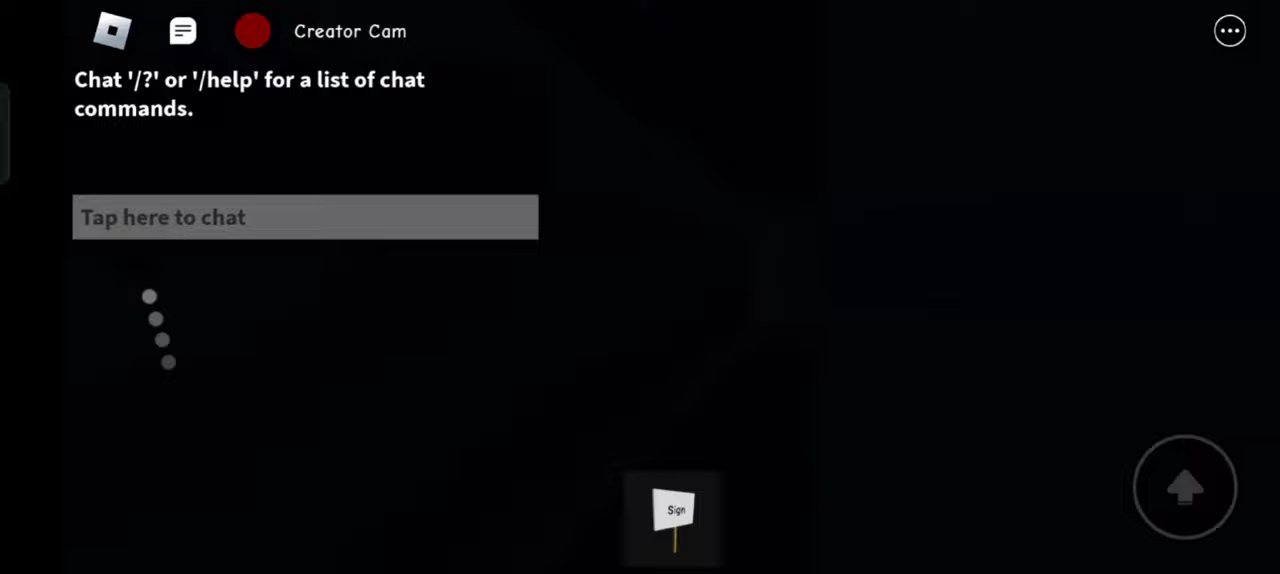 Creator Cam
Chat '/?' or '/help' for a list of chat
commands.
Tap here to chat
Sign